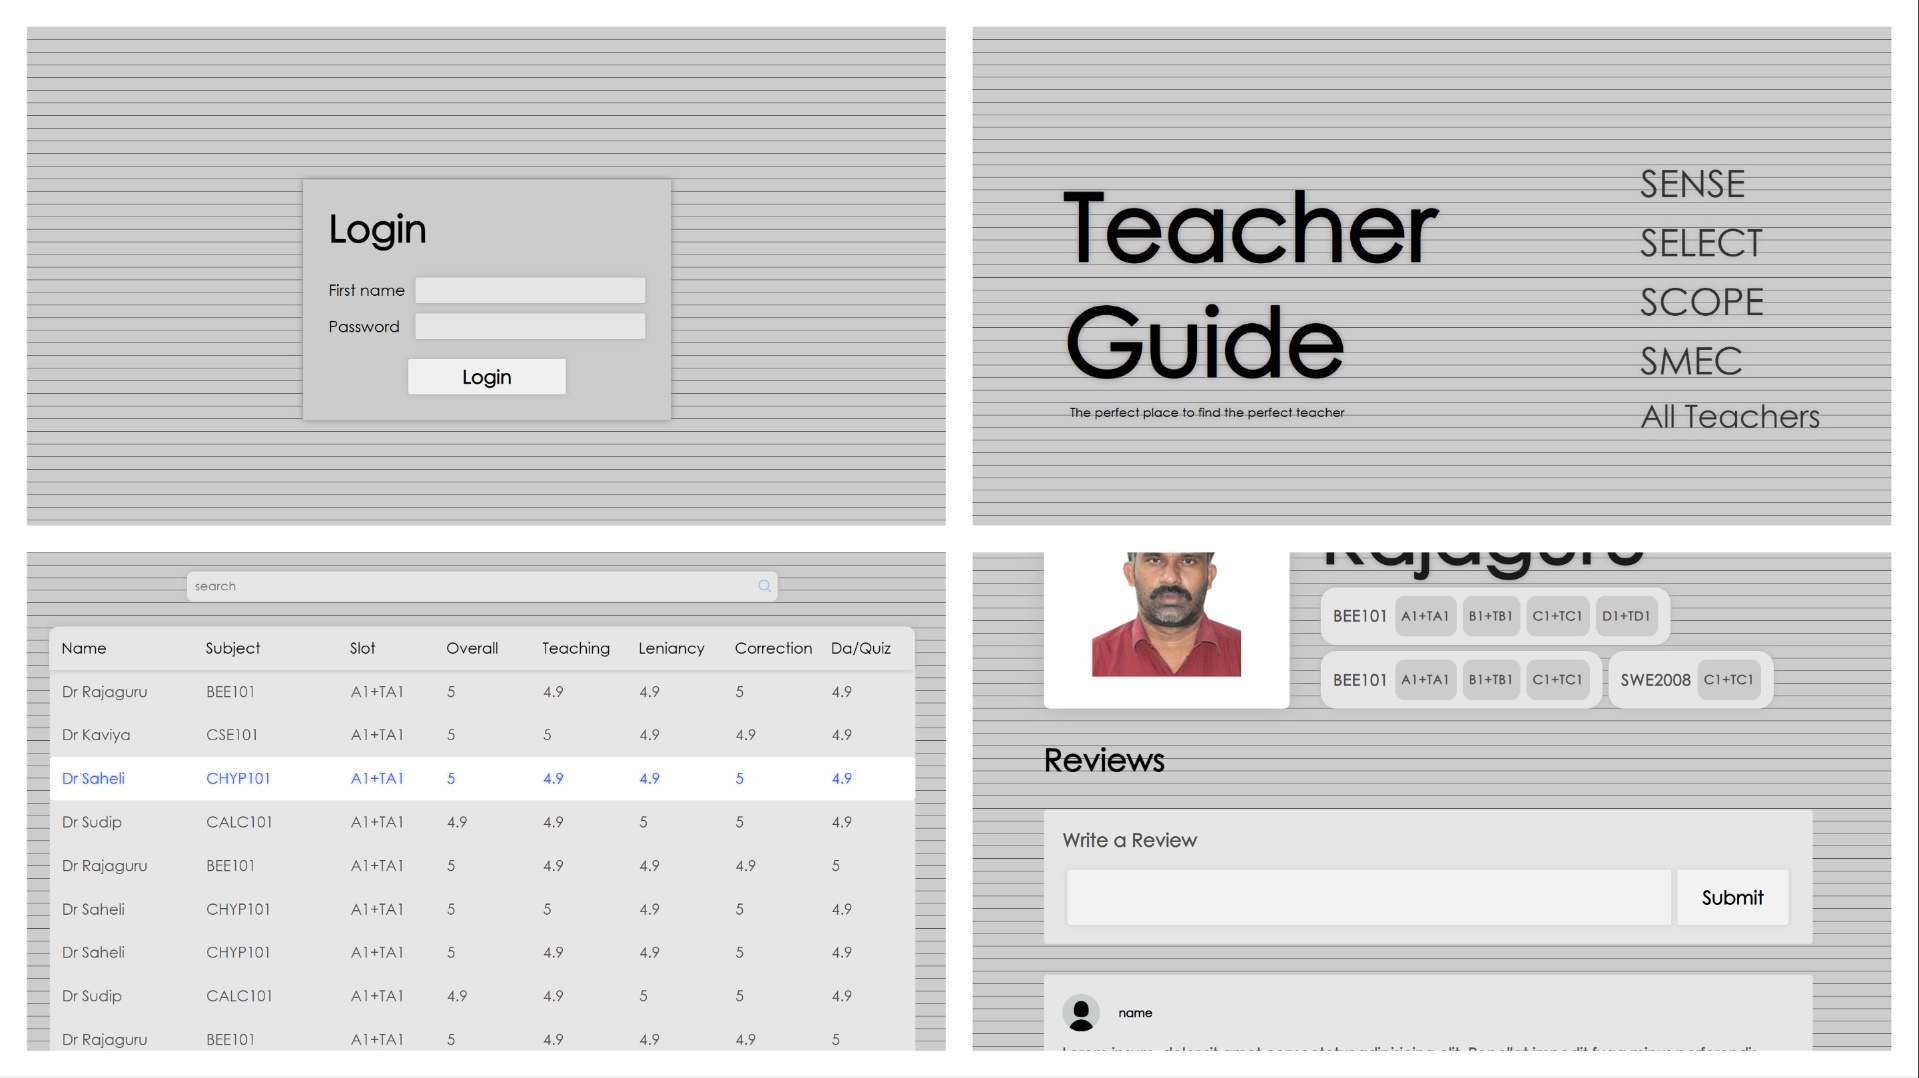 Login
First name
Password
Login
Teacher
Guide
The perfect place to find the perfect teacher
SENSE
SELECT
SCOPE
SMEC
All Teachers
search
Name Subject Slot Overall Teaching Leniancy Correction Da/Quiz
Dr Rajaguru BEE101 A1+TA1 5 4.9 4.9 5 4.9
Dr Kaviya CSE101 A1+TA1 5 5 4.9 4.9 4.9
Dr Saheli CHYP101 A1+TA1 5 4.9 4.9 5 4.9
Dr Sudip CALC101 A1+TA1 4.9 4.9 5 5 4.9
Dr Rajaguru BEE101 A1+TA1 5 4.9 4.9 4.9 5
Dr Saheli CHYP101 A1+TA1 5 5 4.9 5 4.9
Dr Saheli CHYP101 A1+TA1 5 4.9 4.9 5 4.9
Dr Sudip CALC101 A1+TA1 4.9 4.9 5 5 4.9
Dr Rajaguru BEE101 A1+TA1 5 4.9 4.9 4.9 5
Rajaguru
BEE101 A1+TA1 B1+TB1 C1+TC1 D1+TD1
BEE101 A1+TA1 B1+TB1 C1+TC1 SWE2008 C1+TC1
Reviews
Write a Review
Submit
name